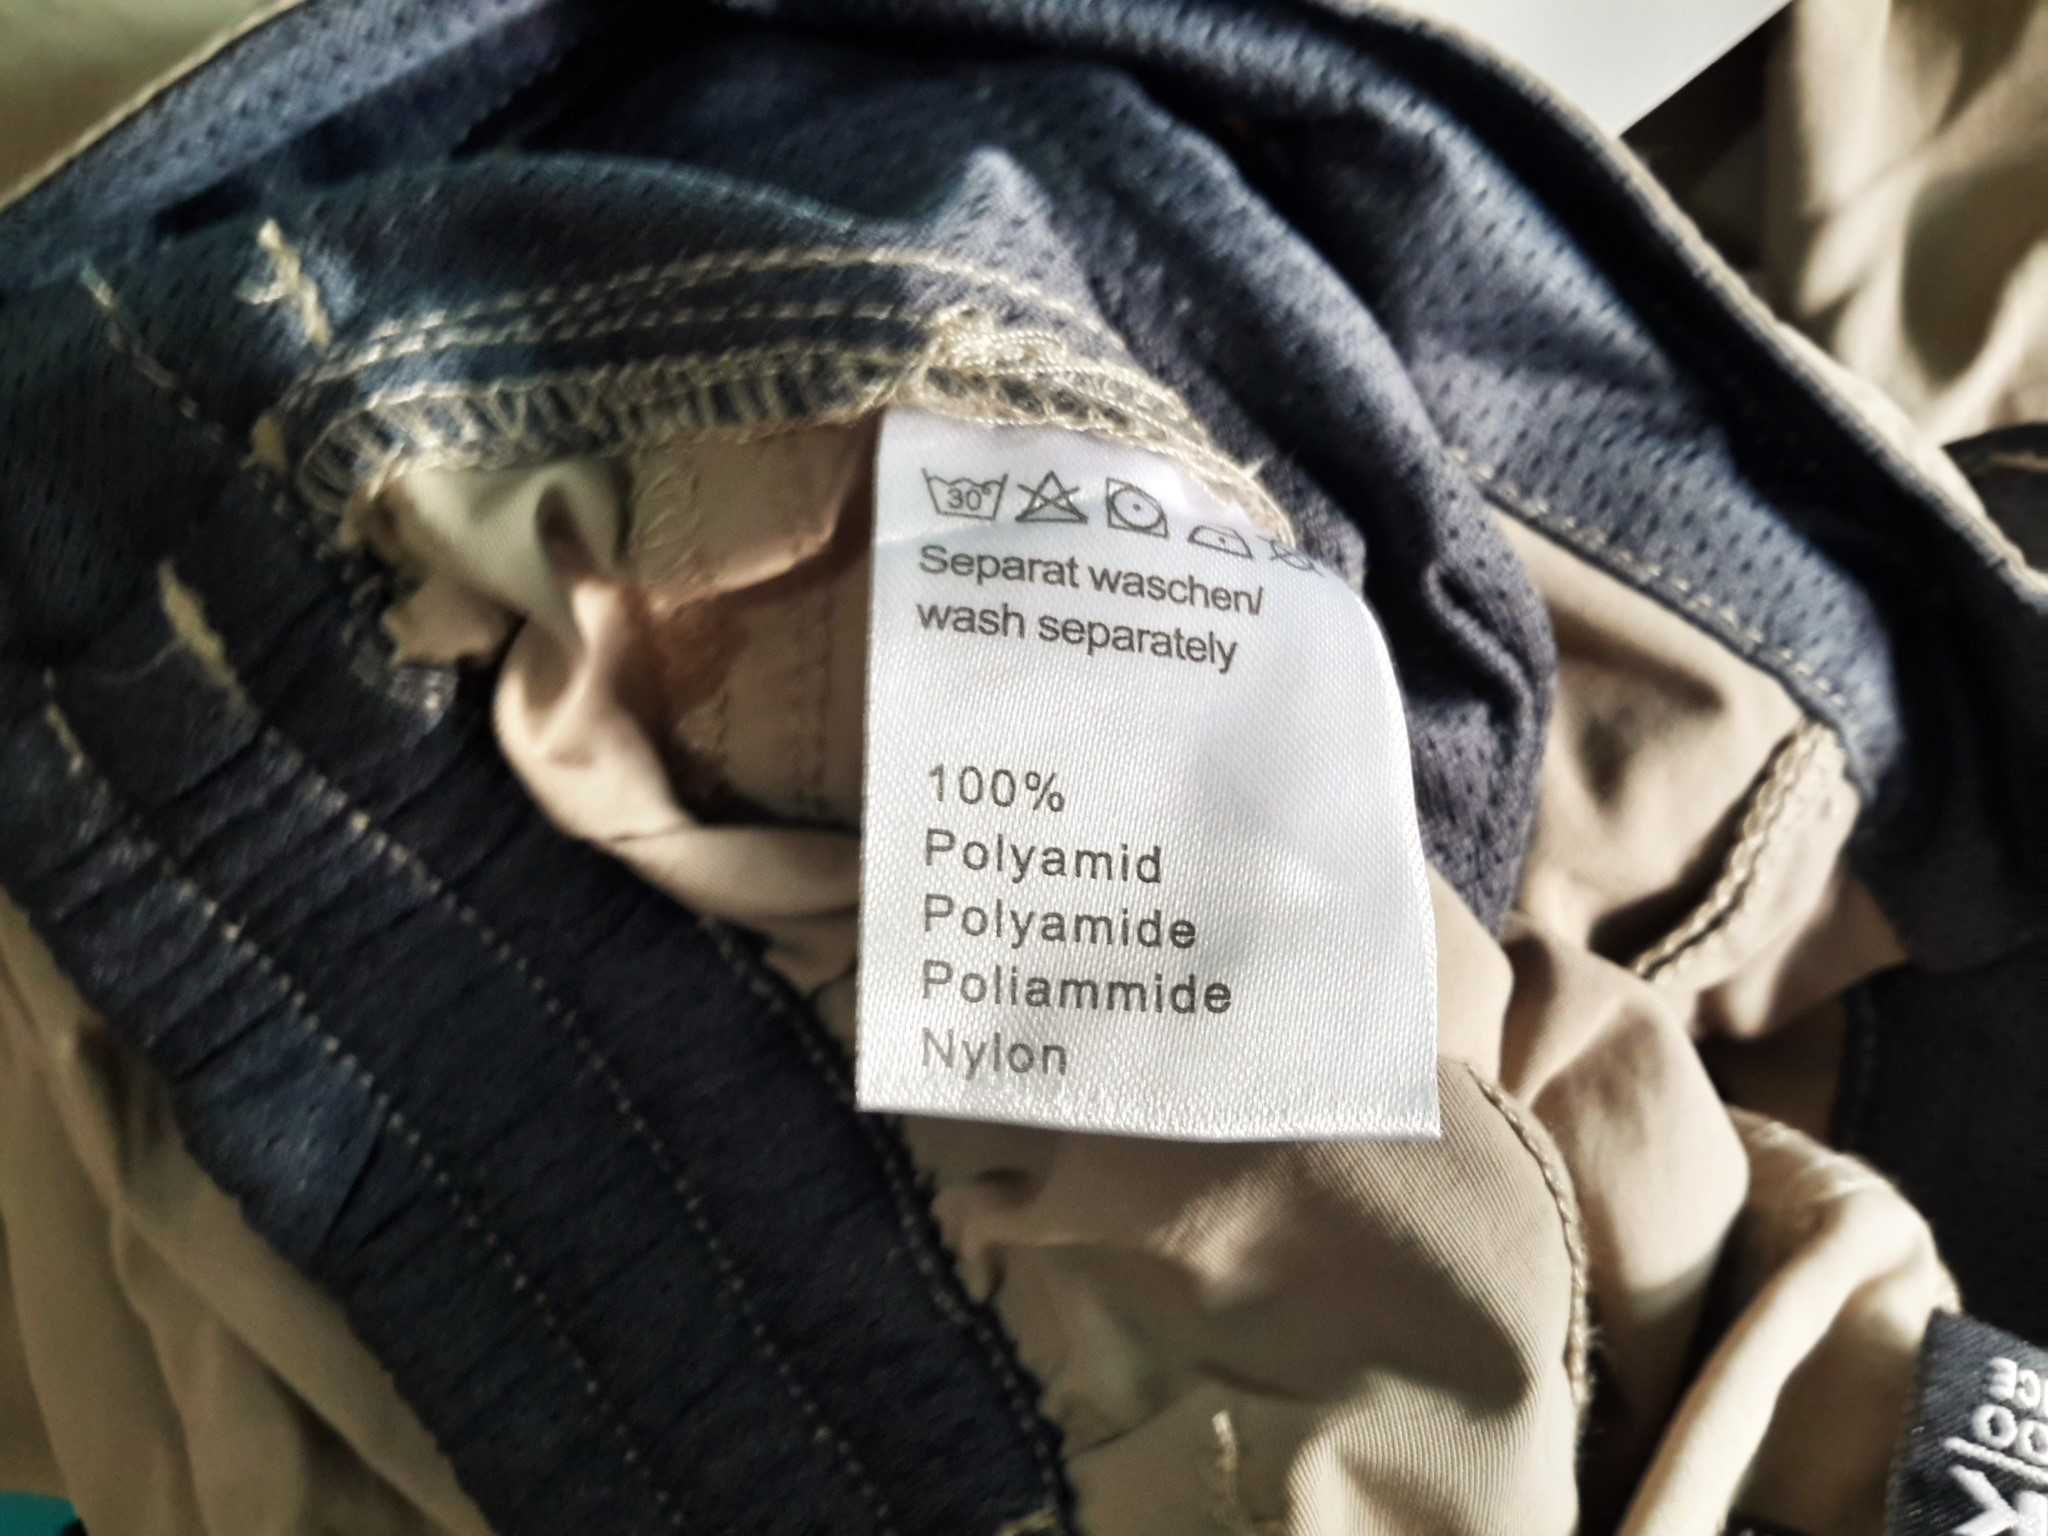 30°
Separat waschen/
wash separately
100%
Polyamid
Polyamide
Poliammide
Nylon